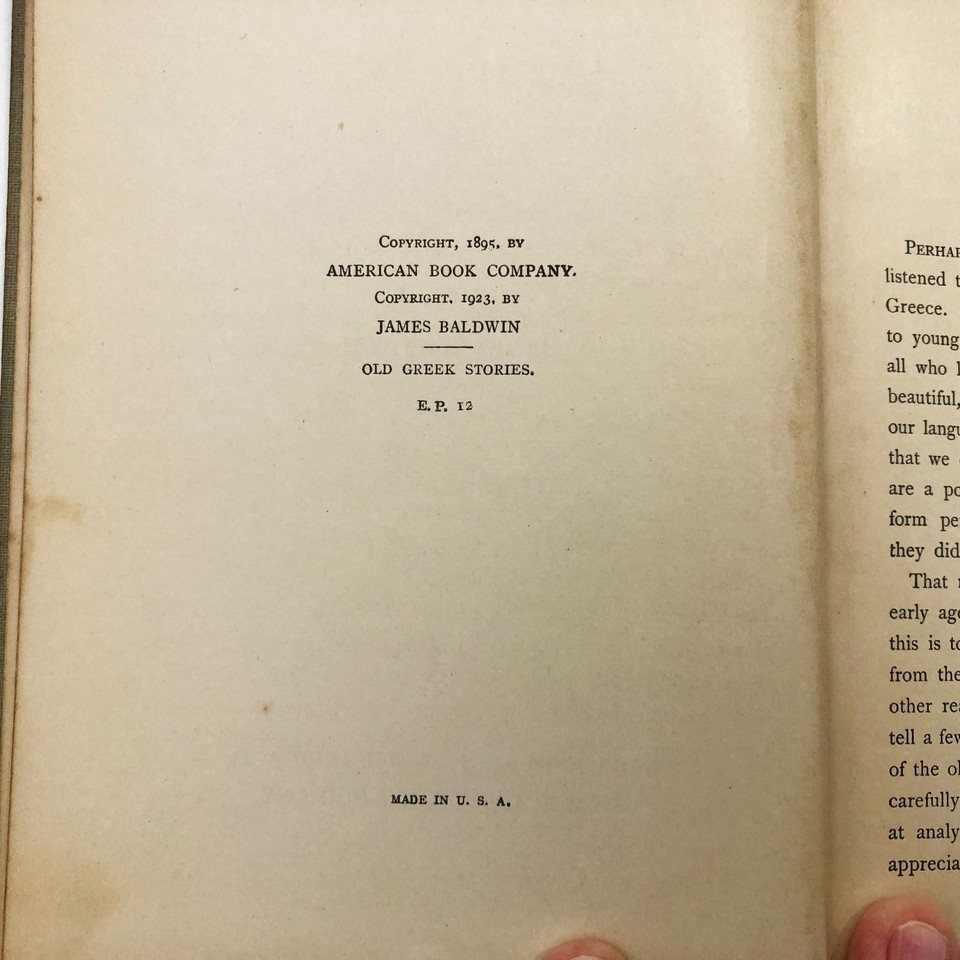 COPYRIGHT, 1895, BY
AMERICAN BOOK COMPANY.
COPYRIGHT, 1923, BY
JAMES BALDWIN
OLD GREEK STORIES.
E. P. 12
MADE IN U. S. A.
listened
Greece.
to young
all who
beautiful,
our
that we
are a
form
they did
That
early
this is
from the
other
tell a few
of the
carefully
at